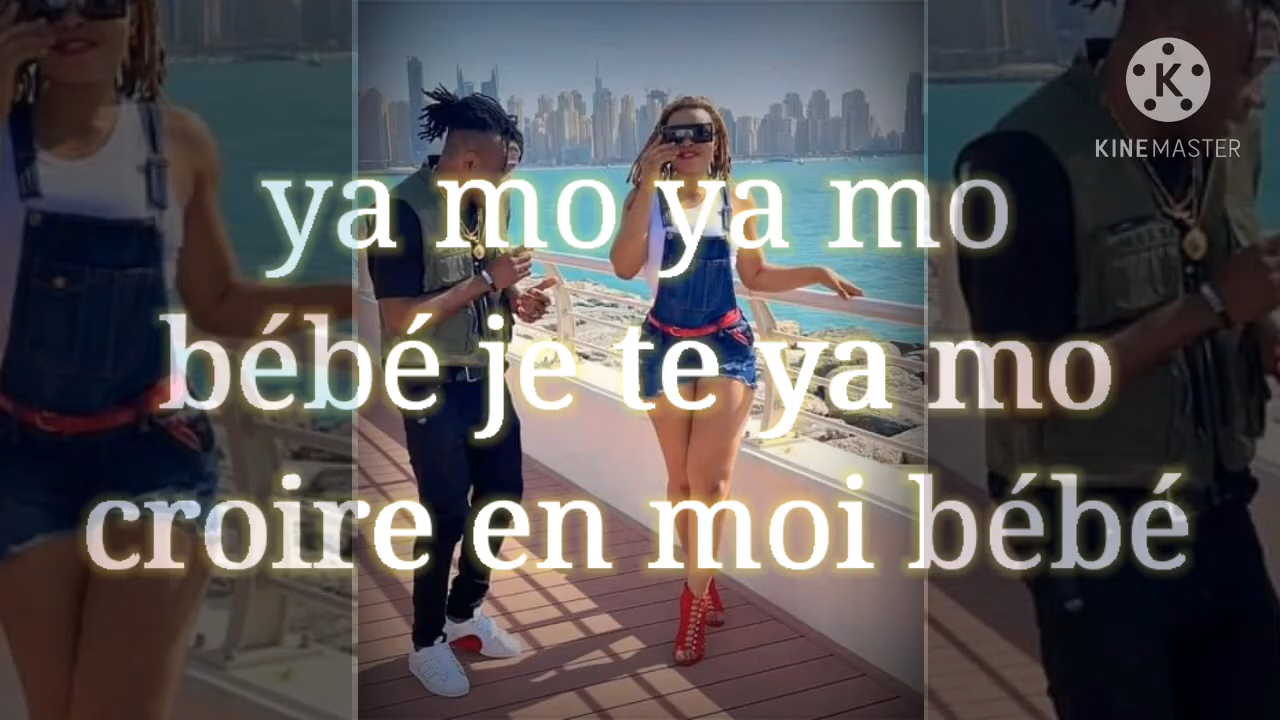 K
KINEMASTER
ya mo ya mo
bébé je te ya mo
croire en moi bébé